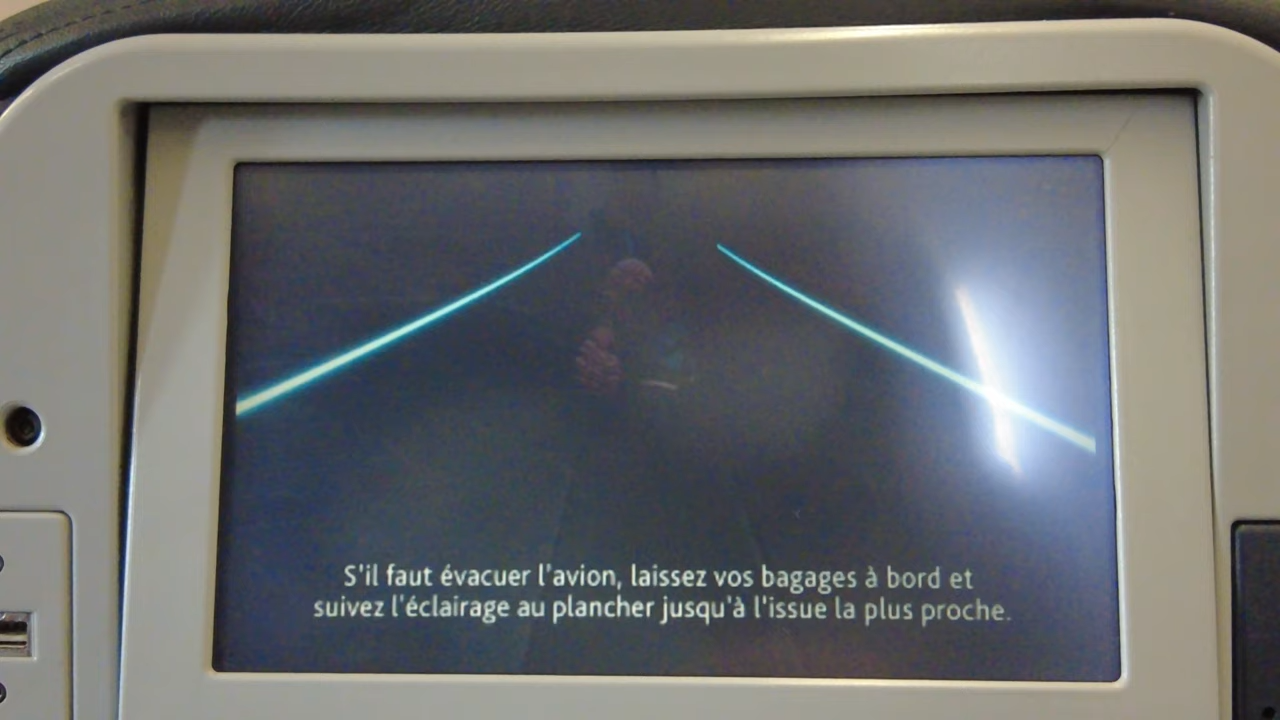 S'il faut évacuer l'avion, laissez vos bagages à bord et
suivez l'éclairage au plancher jusqu'à l'issue la plus proche.